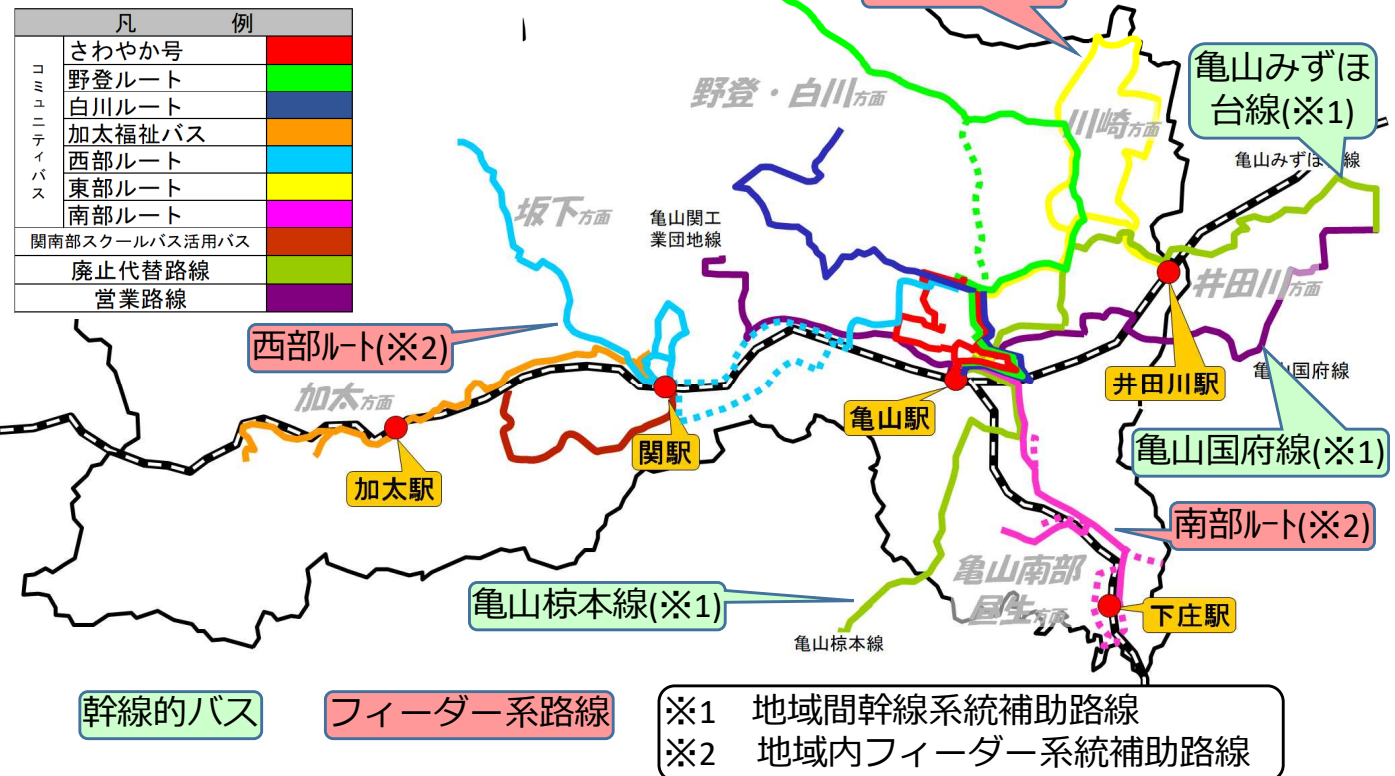 凡 例
コミュニティバス
さわやか号
野登ルート
白川ルート
加太福祉バス
西部ルート
東部ルート
南部ルート
関南部スクールバス活用バス
廃止代替路線
営業路線
野登・白川方面
川崎方面
亀山みずほ
台線(※1)
亀山みずほ
線
坂下方面
亀山関工
業団地線
井田川方面
西部ルート(※2)
加太方面
井田川駅
亀山国府線
亀山駅
関駅
加太駅
亀山国府線(※1)
南部ルート(※2)
亀山南部
昼生方面
亀山椋本線(※1)
下庄駅
亀山椋本線
幹線的バス
フィーダー系路線
※1 地域間幹線系統補助路線
※2 地域内フィーダー系統補助路線